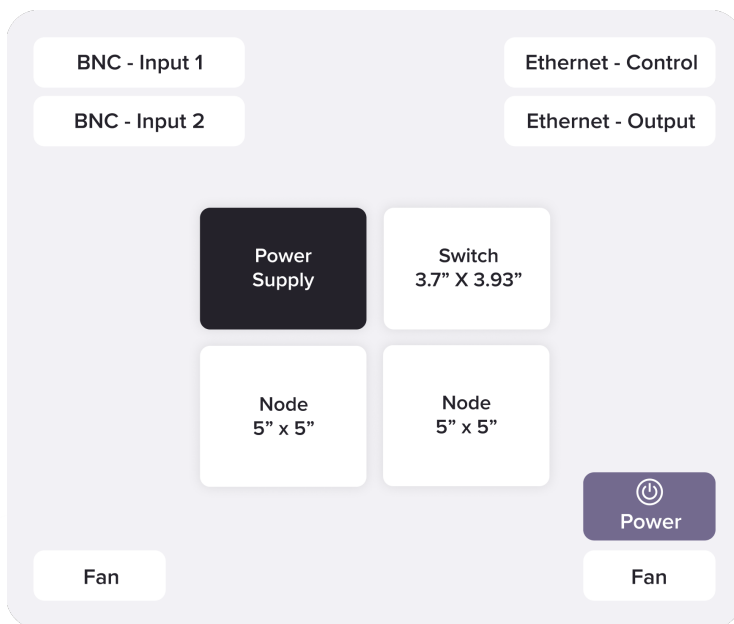 BNC - Input 1
Ethernet - Control
BNC - Input 2
Ethernet - Output
Power
Supply
Switch
3.7” X 3.93”
Node
5” x 5”
Node
5” x 5”
Power
Fan
Fan